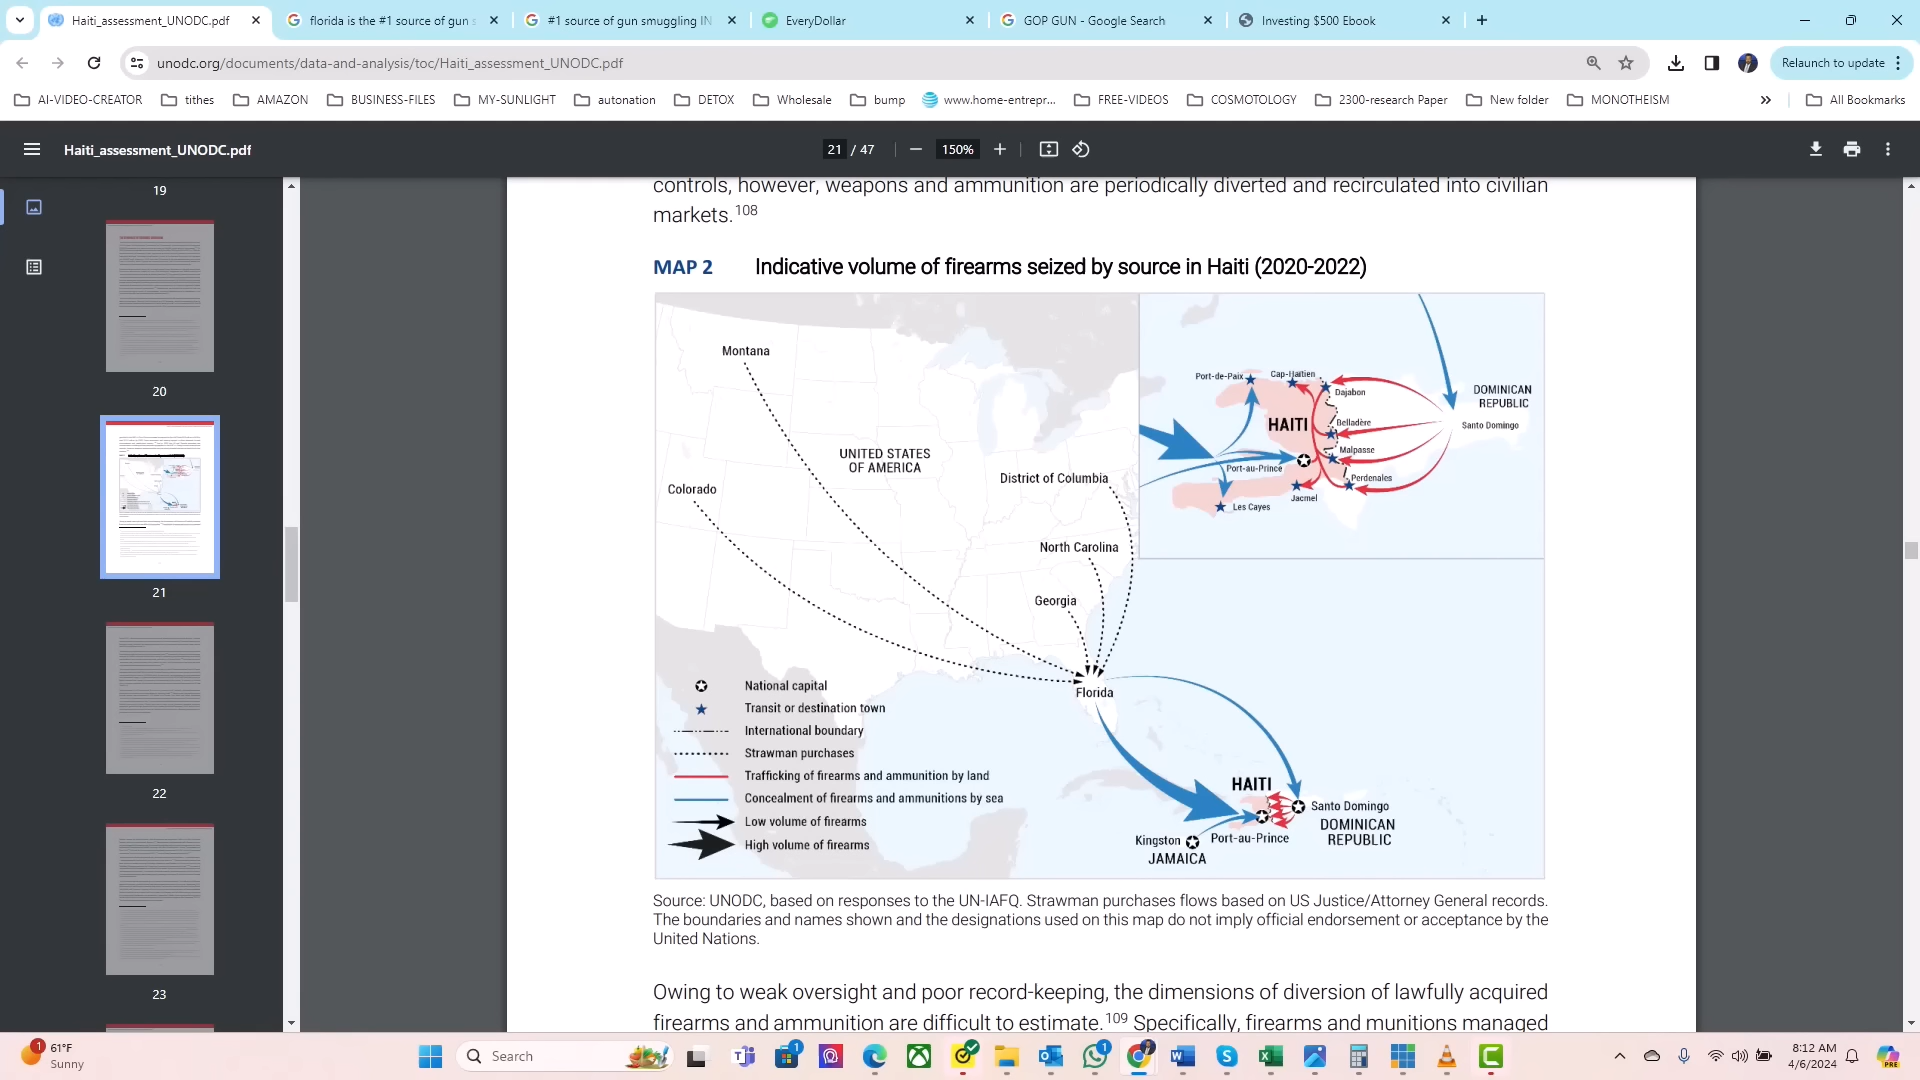 Haiti_assessment_UNODC.pdf
florida is the #1 source of gun s
#1 source of gun smuggling IN
EveryDollar
GOP GUN - Google Search
Investing $500 Ebook
unodc.org/documents/data-and-analysis/toc/Haiti_assessment_UNODC.pdf
Relaunch to update
AI-VIDEO-CREATOR
tithes
AMAZON
BUSINESS-FILES
MY-SUNLIGHT
autonation
DETOX
Wholesale
bump
www.home-entrepr...
FREE-VIDEOS
COSMOTOLOGY
2300-research Paper
New folder
MONOTHEISM
All Bookmarks
Haiti_assessment_UNODC.pdf
21 / 47
150%
19
20
21
22
23
controls, however, weapons and ammunition are periodically diverted and recirculated into civilian
markets.108
MAP 2 Indicative volume of firearms seized by source in Haiti (2020-2022)
Montana
UNITED STATES
OF AMERICA
Colorado
District of Columbia
North Carolina
Georgia
Florida
Port-de-Paix
Cap-Haïtien
Dajabon
DOMINICAN
REPUBLIC
HAITI
Belladère
Santo Domingo
Malpasse
Port-au-Prince
Perdenales
Jacmel
Les Cayes
National capital
Transit or destination town
International boundary
Strawman purchases
Trafficking of firearms and ammunition by land
Concealment of firearms and ammunitions by sea
Low volume of firearms
High volume of firearms
HAITI
Santo Domingo
DOMINICAN
REPUBLIC
Port-au-Prince
Kingston
JAMAICA
Source: UNODC, based on responses to the UN-IAFQ. Strawman purchases flows based on US Justice/Attorney General records.
The boundaries and names shown and the designations used on this map do not imply official endorsement or acceptance by the
United Nations.
Owing to weak oversight and poor record-keeping, the dimensions of diversion of lawfully acquired
firearms and ammunition are difficult to estimate.109 Specifically, firearms and munitions managed
1
61°F
Sunny
Search
1
1
PRE
8:12 AM
4/6/2024